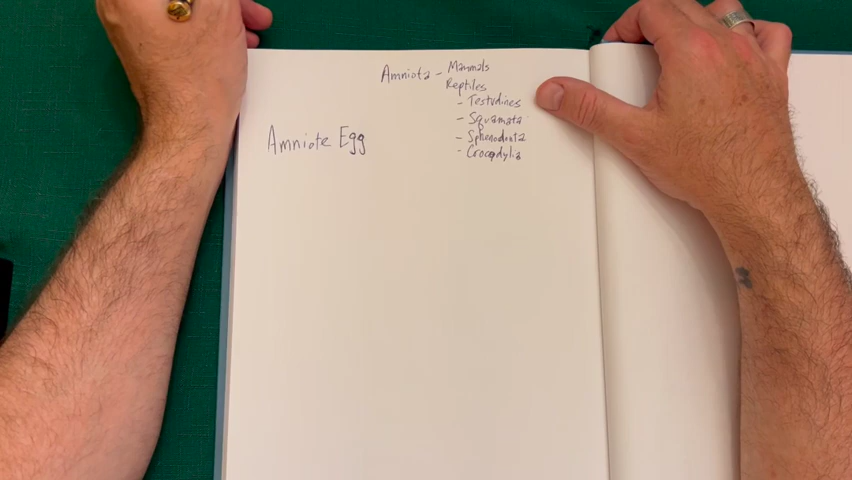 Amniota - Mammals
Reptiles
- Testudines
- Squamata
- Sphenodonta
- Crocodylia
Amniote Egg